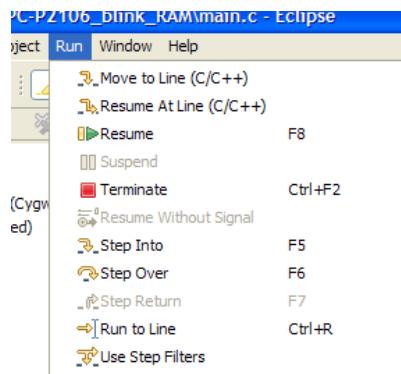 PC-P2106_blink_RAM\main.c - Eclipse
oject Run Window Help
Move to Line (C/C++)
Resume At Line (C/C++)
Resume F8
Suspend
Terminate Ctrl+F2
(Cygw
Resume Without Signal
ed)
Step Into F5
Step Over F6
Step Return F7
Run to Line Ctrl+R
Use Step Filters